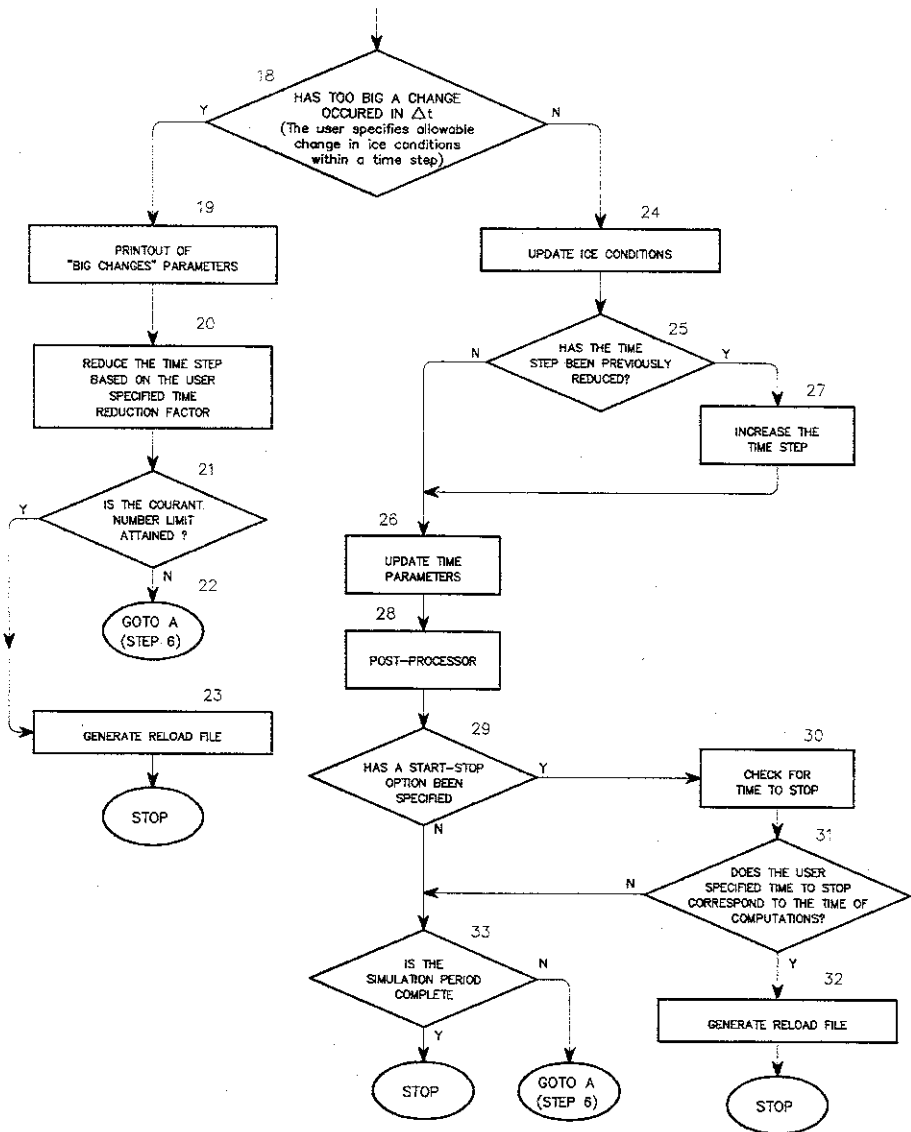 18
HAS TOO BIG A CHANGE
OCCURED IN Δt
(The user specifies allowable
change in ice conditions
within a time step)
Y
N
19
PRINTOUT OF
"BIG CHANGES" PARAMETERS
24
UPDATE ICE CONDITIONS
20
REDUCE THE TIME STEP
BASED ON THE USER
SPECIFIED TIME
REDUCTION FACTOR
25
HAS THE TIME
STEP BEEN PREVIOUSLY
REDUCED?
N
Y
27
INCREASE THE
TIME STEP
21
IS THE COURANT
NUMBER LIMIT
ATTAINED ?
Y
N
22
GOTO A
(STEP 6)
26
UPDATE TIME
PARAMETERS
28
POST-PROCESSOR
23
GENERATE RELOAD FILE
STOP
29
HAS A START-STOP
OPTION BEEN
SPECIFIED
Y
N
30
CHECK FOR
TIME TO STOP
31
DOES THE USER
SPECIFIED TIME TO STOP
CORRESPOND TO THE TIME OF
COMPUTATIONS?
N
Y
33
IS THE
SIMULATION PERIOD
COMPLETE
N
Y
STOP
GOTO A
(STEP 6)
32
GENERATE RELOAD FILE
STOP